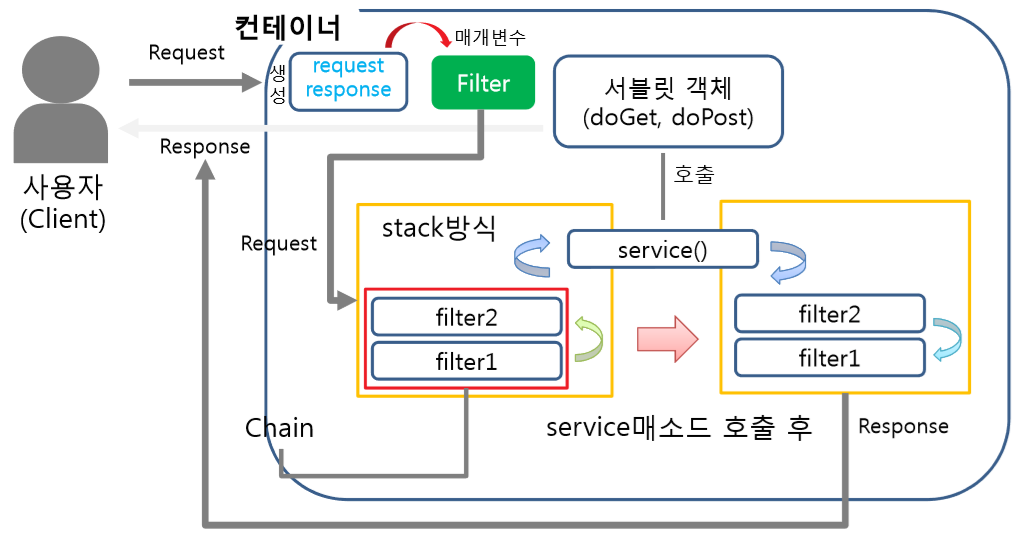 컨테이너
Request
생성
request
response
매개변수
Filter
서블릿 객체
(doGet, doPost)
Response
사용자
(Client)
호출
Request
stack방식
service()
filter2
filter1
filter2
filter1
Chain
service매소드 호출 후
Response